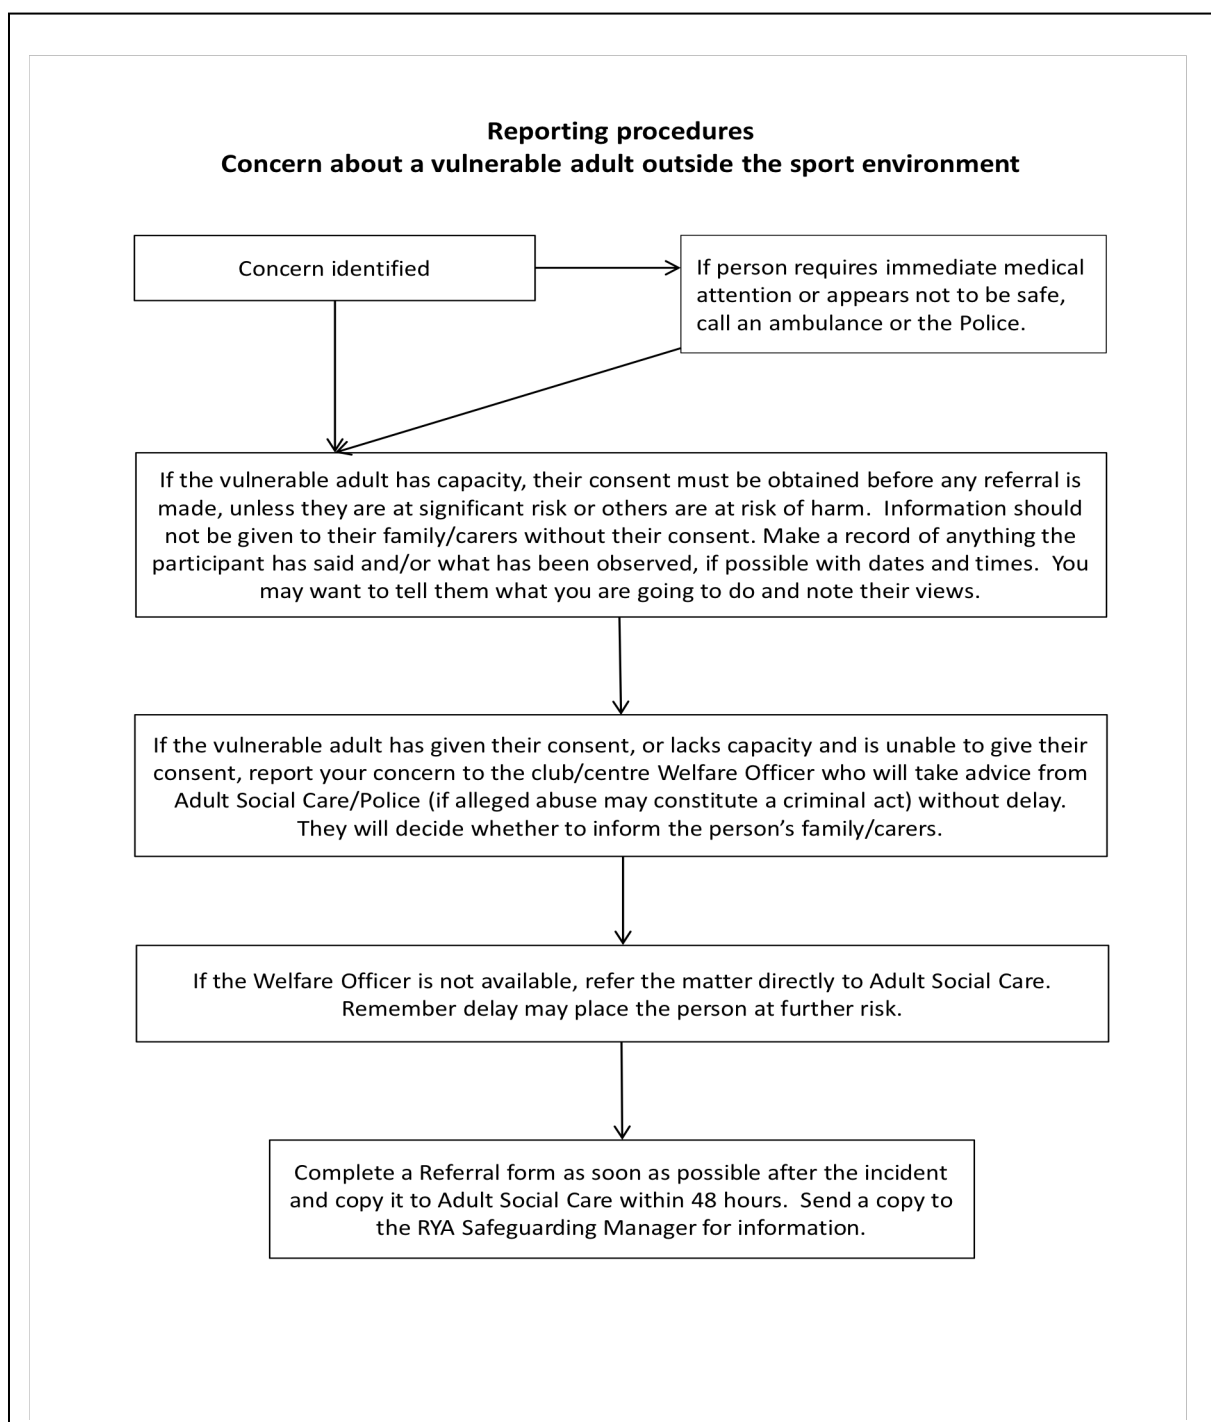 Reporting procedures
Concern about a vulnerable adult outside the sport environment
Concern identified
If person requires immediate medical
attention or appears not to be safe,
call an ambulance or the Police.
If the vulnerable adult has capacity, their consent must be obtained before any referral is
made, unless they are at significant risk or others are at risk of harm.  Information should
not be given to their family/carers without their consent. Make a record of anything the
participant has said and/or what has been observed, if possible with dates and times.  You
may want to tell them what you are going to do and note their views.
If the vulnerable adult has given their consent, or lacks capacity and is unable to give their
consent, report your concern to the club/centre Welfare Officer who will take advice from
Adult Social Care/Police (if alleged abuse may constitute a criminal act) without delay.
They will decide whether to inform the person’s family/carers.
If the Welfare Officer is not available, refer the matter directly to Adult Social Care.
Remember delay may place the person at further risk.
Complete a Referral form as soon as possible after the incident
and copy it to Adult Social Care within 48 hours.  Send a copy to
the RYA Safeguarding Manager for information.